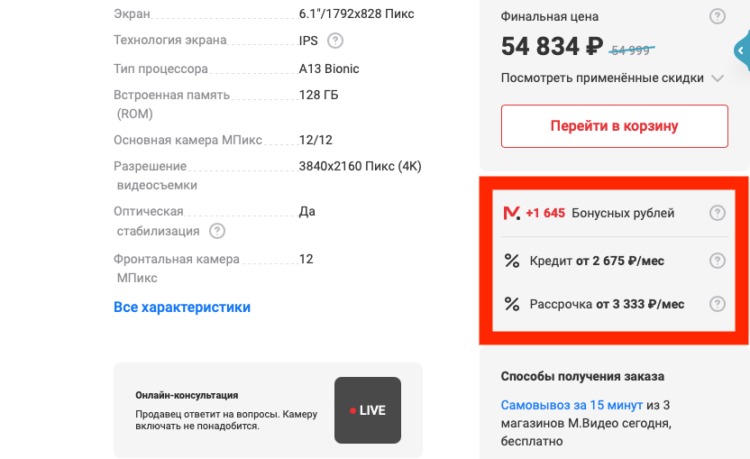 Экран 6.1"/1792x828 Пикс
Технология экрана IPS ?
Тип процессора A13 Bionic
Встроенная память 128 ГБ
(ROM)
Основная камера МПикс 12/12
Разрешение 3840x2160 Пикс (4K)
видеосъемки
Оптическая Да
стабилизация ?
Фронтальная камера 12
МПикс
Все характеристики
Онлайн-консультация
Продавец ответит на вопросы. Камеру
включать не понадобится.
LIVE
Финальная цена ?
54 834 ₽ 54 999
Посмотреть применённые скидки
Перейти в корзину
М. +1 645 Бонусных рублей ?
% Кредит от 2 675 ₽/мес ?
% Рассрочка от 3 333 ₽/мес ?
Способы получения заказа
Самовывоз за 15 минут из 3
магазинов М.Видео сегодня,
бесплатно